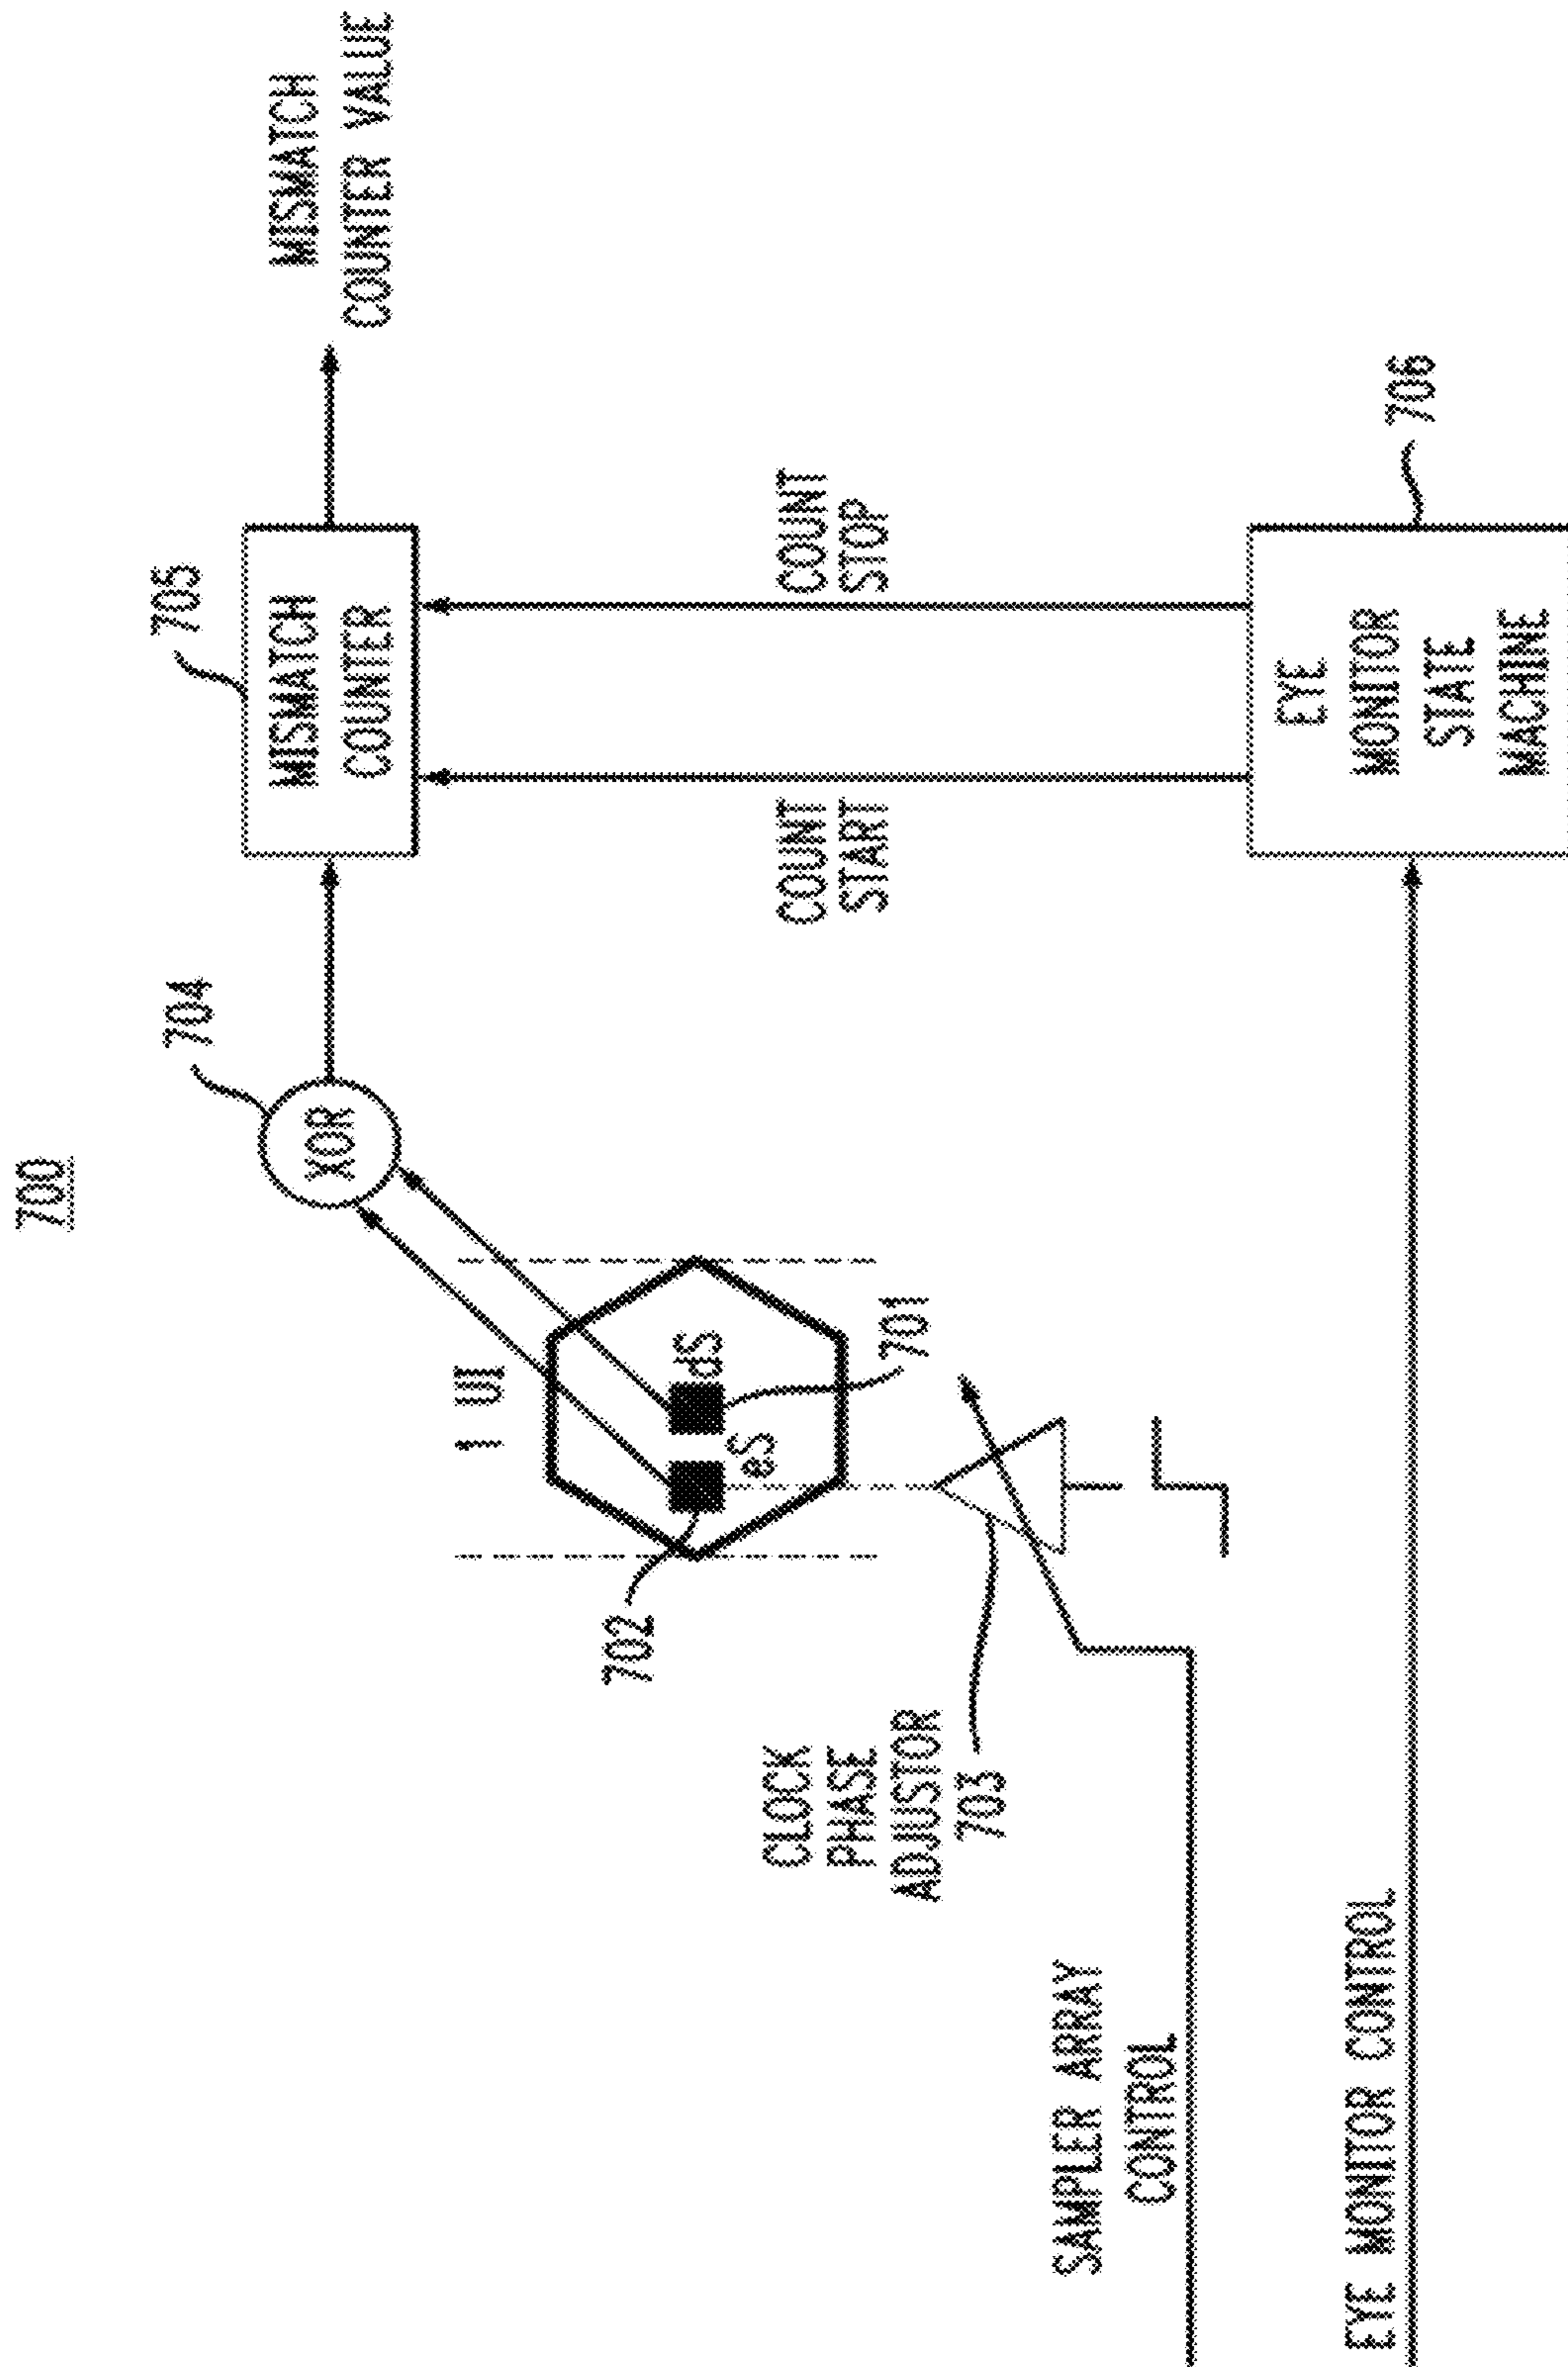 700
704
705
XOR
MISMATCH
COUNTER
MISMATCH
COUNTER VALUE
1 UI
702
eS
dS
701
CLOCK
PHASE
ADJUSTOR
703
COUNT
START
COUNT
STOP
SAMPLER ARRAY
CONTROL
EYE MONITOR CONTROL
EYE
MONITOR
STATE
MACHINE
706